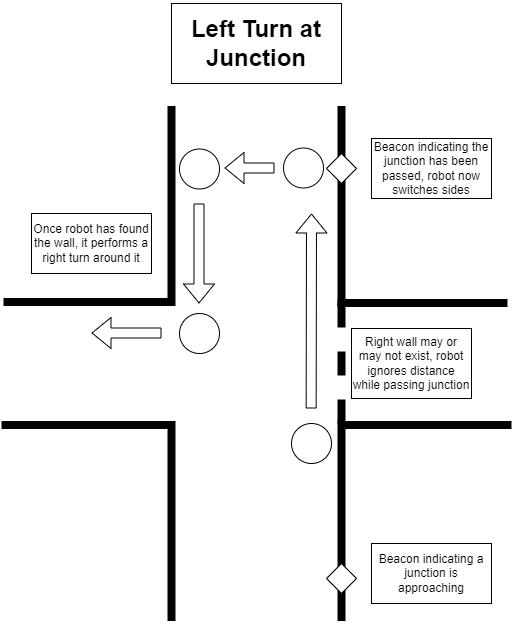 Left Turn at
Junction
Beacon indicating the
junction has been
passed, robot now
switches sides
Once robot has found
the wall, it performs a
right turn around it
Right wall may or
may not exist, robot
ignores distance
while passing junction
Beacon indicating a
junction is
approaching